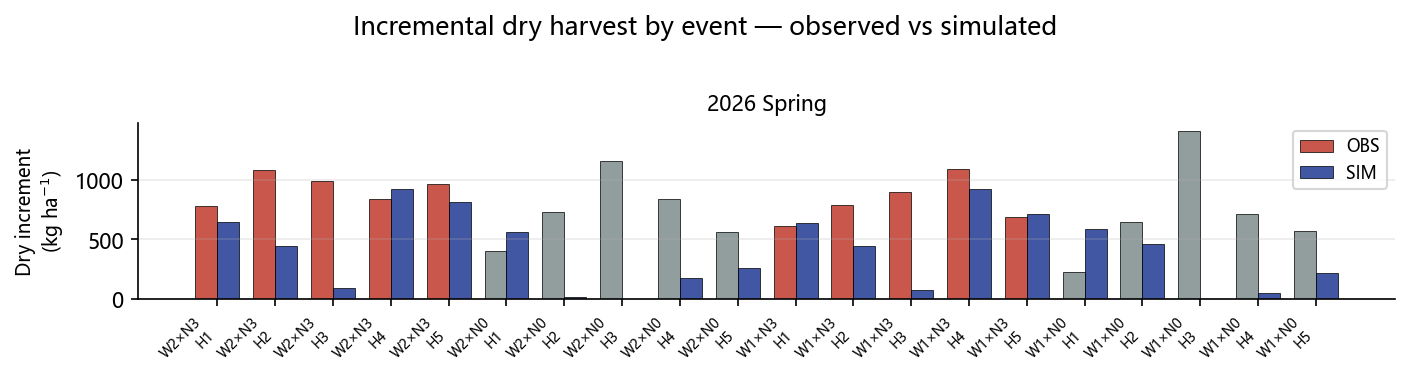 Incremental dry harvest by event — observed vs simulated
2026 Spring
Dry increment
(kg ha⁻¹)
1000
500
0
OBS
SIM
W2×N3
H1
W2×N3
H2
W2×N3
H3
W2×N3
H4
W2×N3
H5
W2×N0
H1
W2×N0
H2
W2×N0
H3
W2×N0
H4
W2×N0
H5
W1×N3
H1
W1×N3
H2
W1×N3
H3
W1×N3
H4
W1×N3
H5
W1×N0
H1
W1×N0
H2
W1×N0
H3
W1×N0
H4
W1×N0
H5